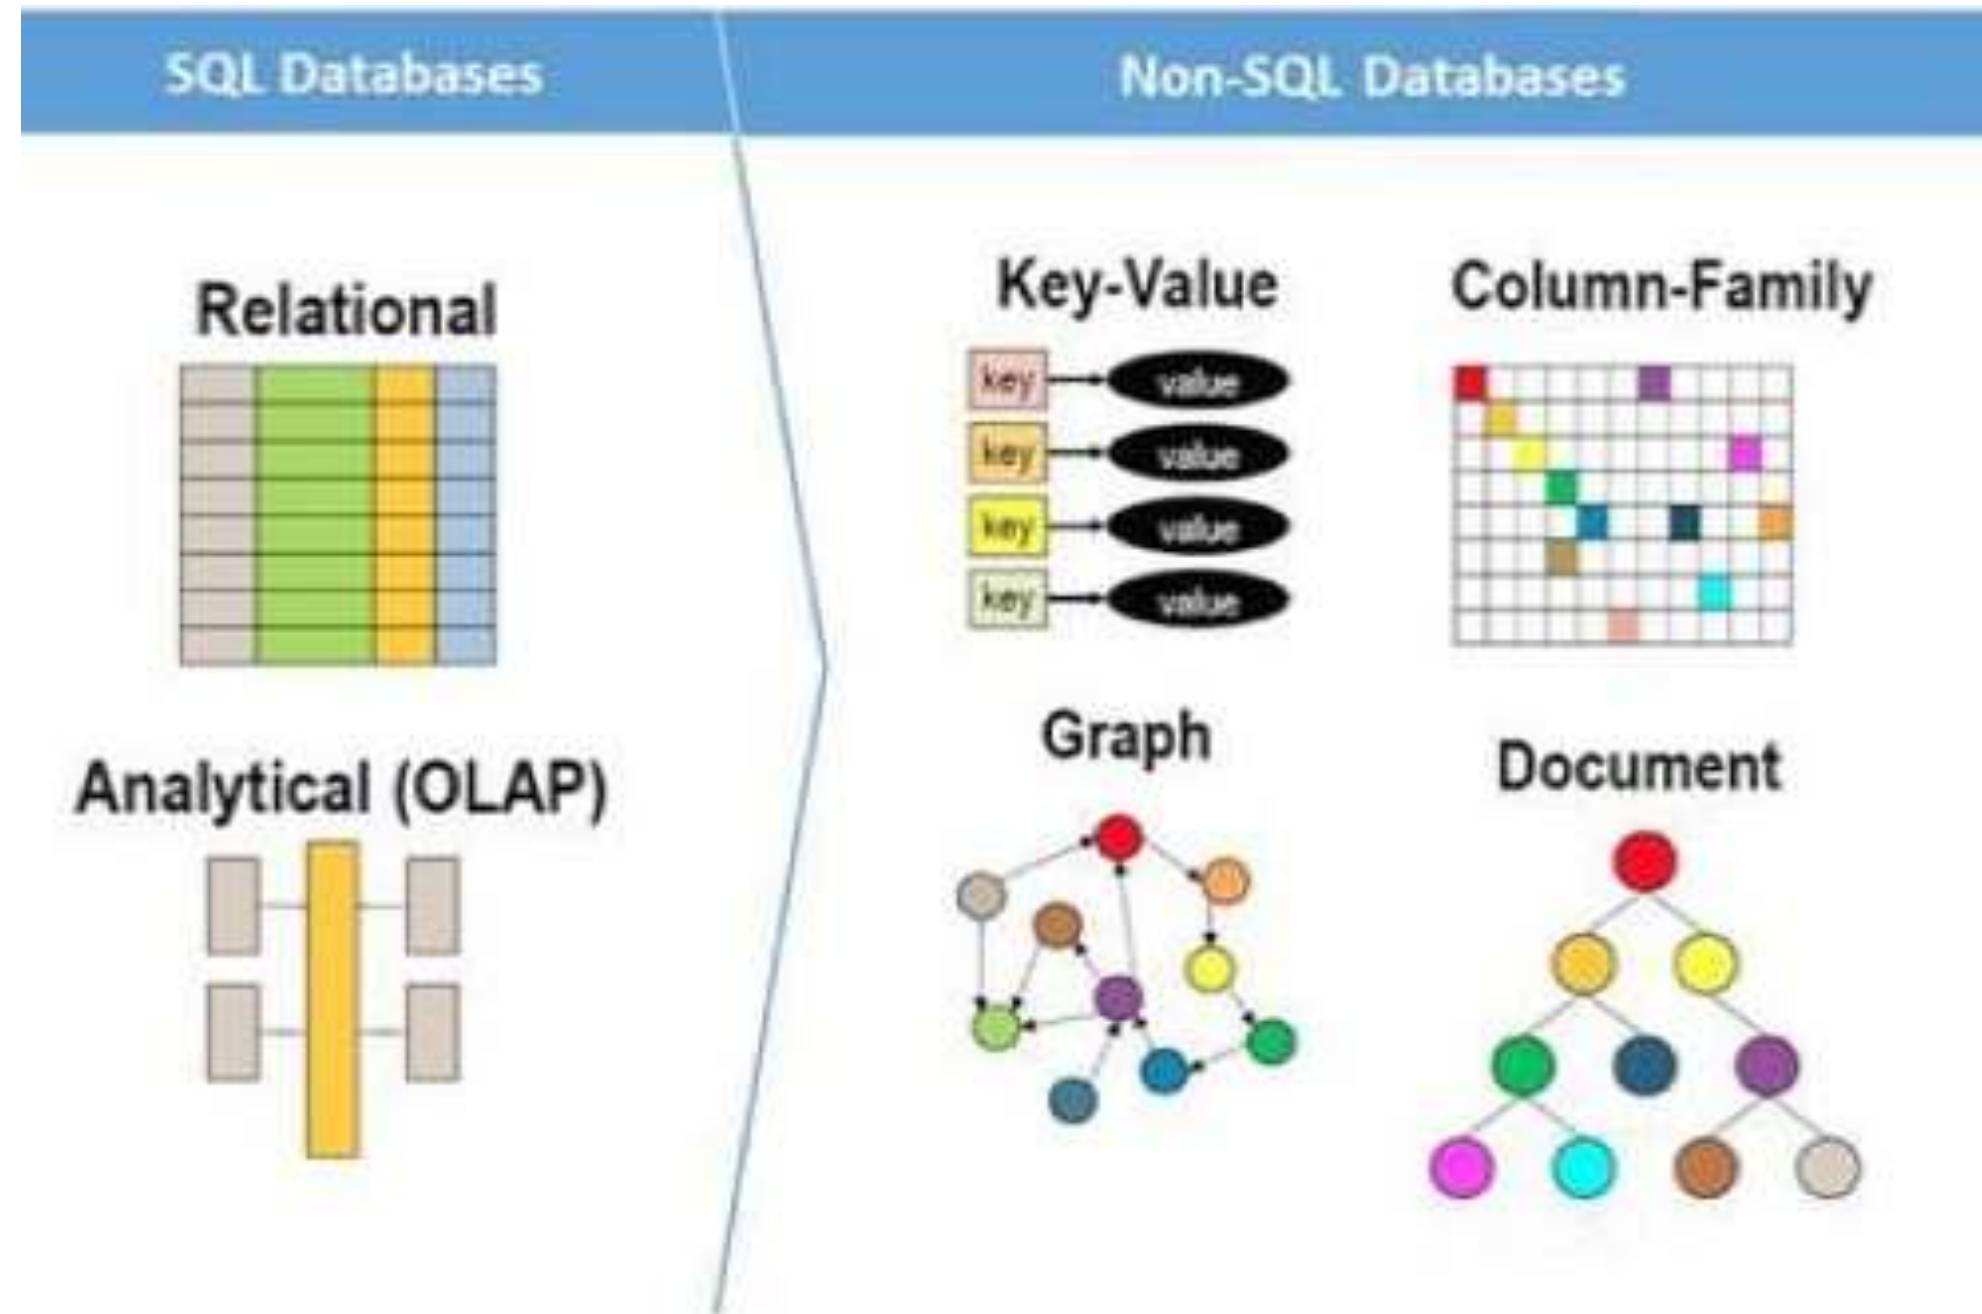 SQL Databases
Non-SQL Databases
Relational
Analytical (OLAP)
Key-Value
key value
key value
key value
key value
Column-Family
Graph
Document